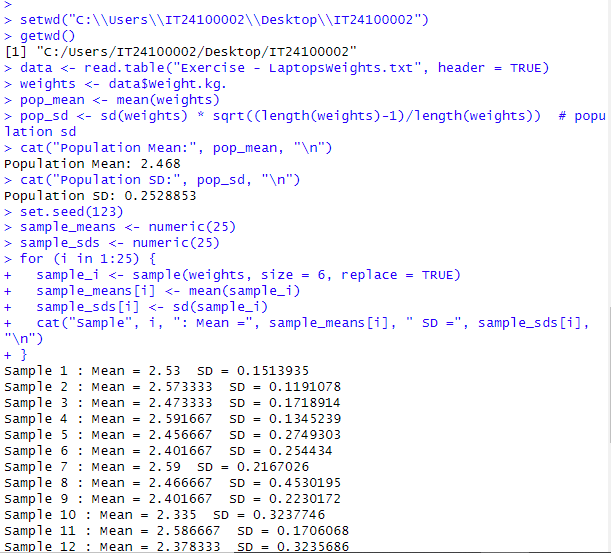 >
> setwd("C:\\Users\\IT24100002\\Desktop\\IT24100002")
> getwd()
[1] "C:/Users/IT24100002/Desktop/IT24100002"
> data <- read.table("Exercise - LaptopsWeights.txt", header = TRUE)
> weights <- data$Weight.kg.
> pop_mean <- mean(weights)
> pop_sd <- sd(weights) * sqrt((length(weights)-1)/length(weights))  # popu
lation sd
> cat("Population Mean:", pop_mean, "\n")
Population Mean: 2.468
> cat("Population SD:", pop_sd, "\n")
Population SD: 0.2528853
> set.seed(123)
> sample_means <- numeric(25)
> sample_sds <- numeric(25)
> for (i in 1:25) {
+   sample_i <- sample(weights, size = 6, replace = TRUE)
+   sample_means[i] <- mean(sample_i)
+   sample_sds[i] <- sd(sample_i)
+   cat("Sample", i, ": Mean =", sample_means[i], " SD =", sample_sds[i],
"\n")
+ }
Sample 1 : Mean = 2.53  SD = 0.1513935
Sample 2 : Mean = 2.573333  SD = 0.1191078
Sample 3 : Mean = 2.473333  SD = 0.1718914
Sample 4 : Mean = 2.591667  SD = 0.1345239
Sample 5 : Mean = 2.456667  SD = 0.2749303
Sample 6 : Mean = 2.401667  SD = 0.254434
Sample 7 : Mean = 2.59  SD = 0.2167026
Sample 8 : Mean = 2.466667  SD = 0.4530195
Sample 9 : Mean = 2.401667  SD = 0.2230172
Sample 10 : Mean = 2.335  SD = 0.3237746
Sample 11 : Mean = 2.586667  SD = 0.1706068
Sample 12 : Mean = 2.378333  SD = 0.3235686